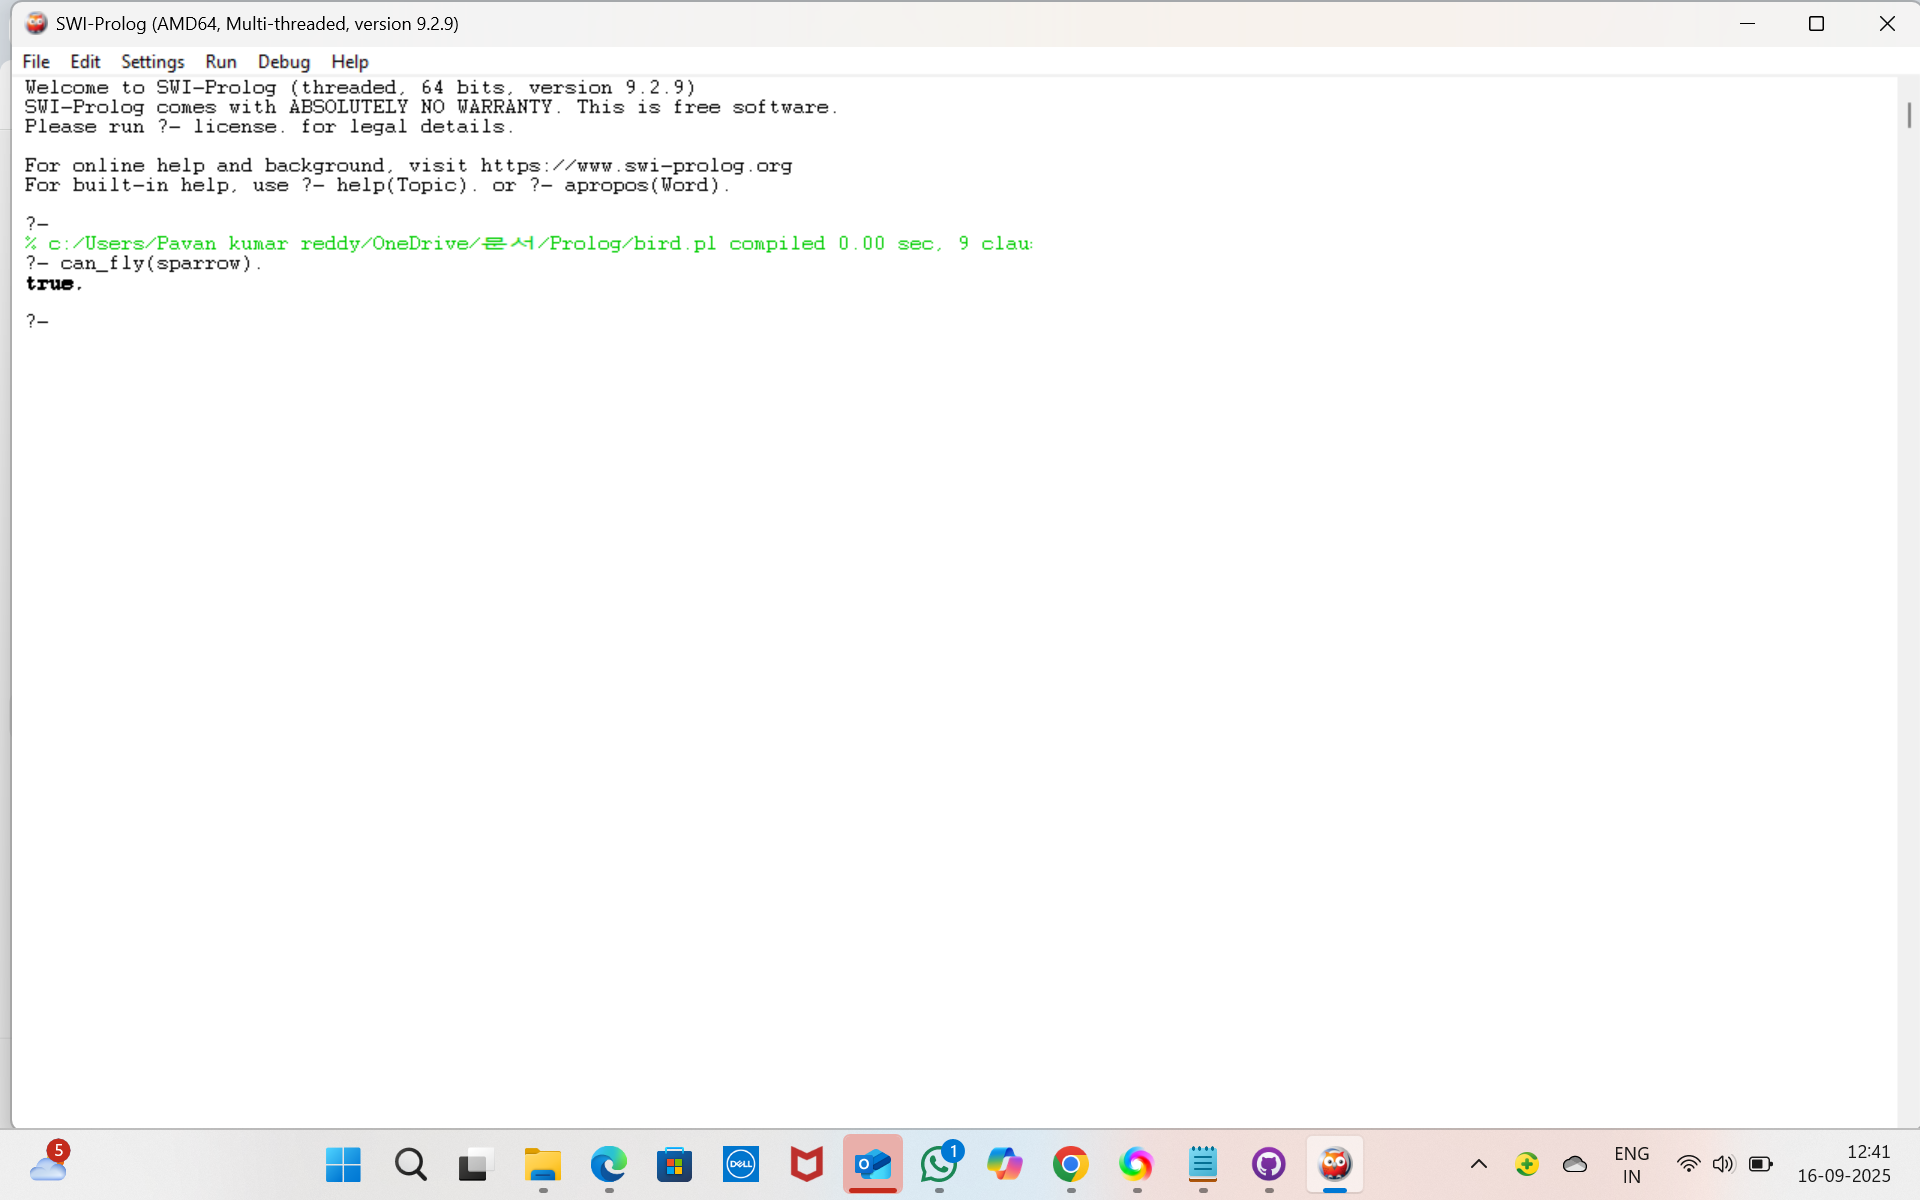 SWI-Prolog (AMD64, Multi-threaded, version 9.2.9)
File Edit Settings Run Debug Help
Welcome to SWI-Prolog (threaded, 64 bits, version 9.2.9)
SWI-Prolog comes with ABSOLUTELY NO WARRANTY. This is free software.
Please run ?- license. for legal details.
For online help and background, visit https://www.swi-prolog.org
For built-in help, use ?- help(Topic). or ?- apropos(Word).
?-
% c:/Users/Pavan kumar reddy/OneDrive/문서/Prolog/bird.pl compiled 0.00 sec, 9 clau
?- can_fly(sparrow).
true.
?-
5
DELL
1
ENG
IN
12:41
16-09-2025